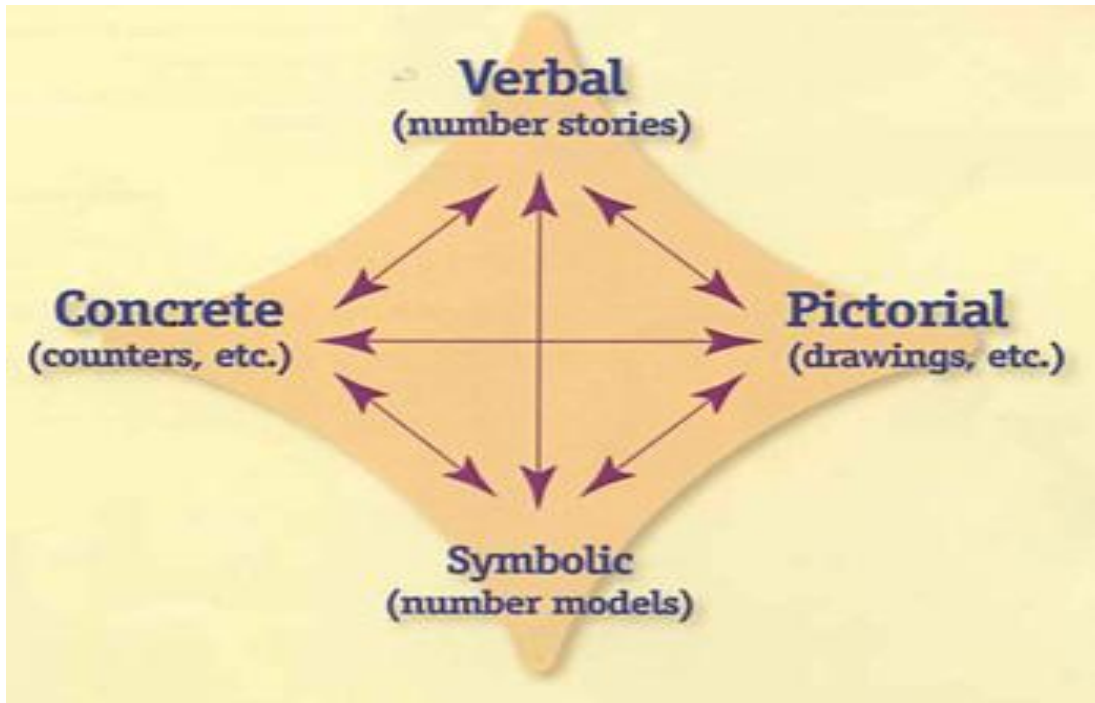 Verbal
(number stories)
Concrete
(counters, etc.)
Pictorial
(drawings, etc.)
Symbolic
(number models)